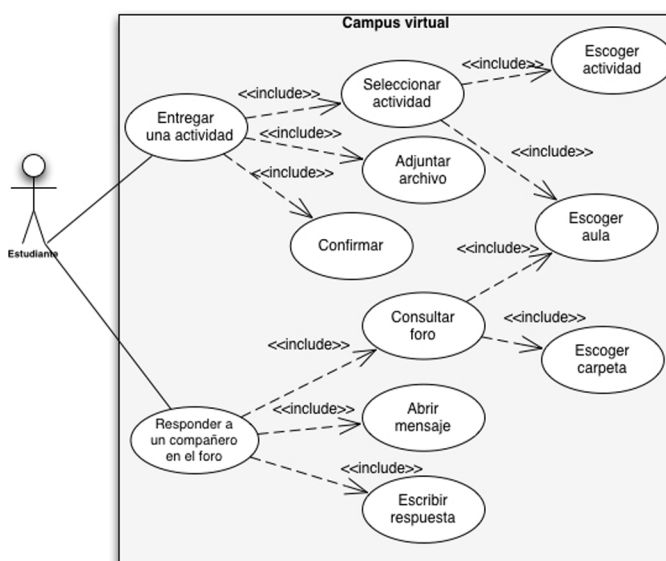 Campus virtual
Escoger
actividad
<<include>>
Seleccionar
actividad
<<include>>
Entregar
una actividad
<<include>>
Adjuntar
archivo
<<include>>
<<include>>
Confirmar
Escoger
aula
Estudiante
<<include>>
Consultar
foro
<<include>>
Escoger
carpeta
<<include>>
Responder a
un compañero
en el foro
<<include>>
Abrir
mensaje
<<include>>
Escribir
respuesta